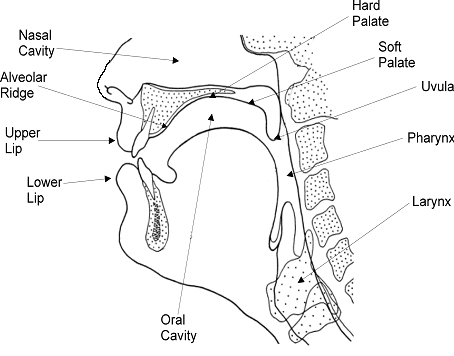 Hard
Palate
Nasal
Cavity
Soft
Palate
Alveolar
Ridge
Uvula
Upper
Lip
Pharynx
Lower
Lip
Larynx
Oral
Cavity